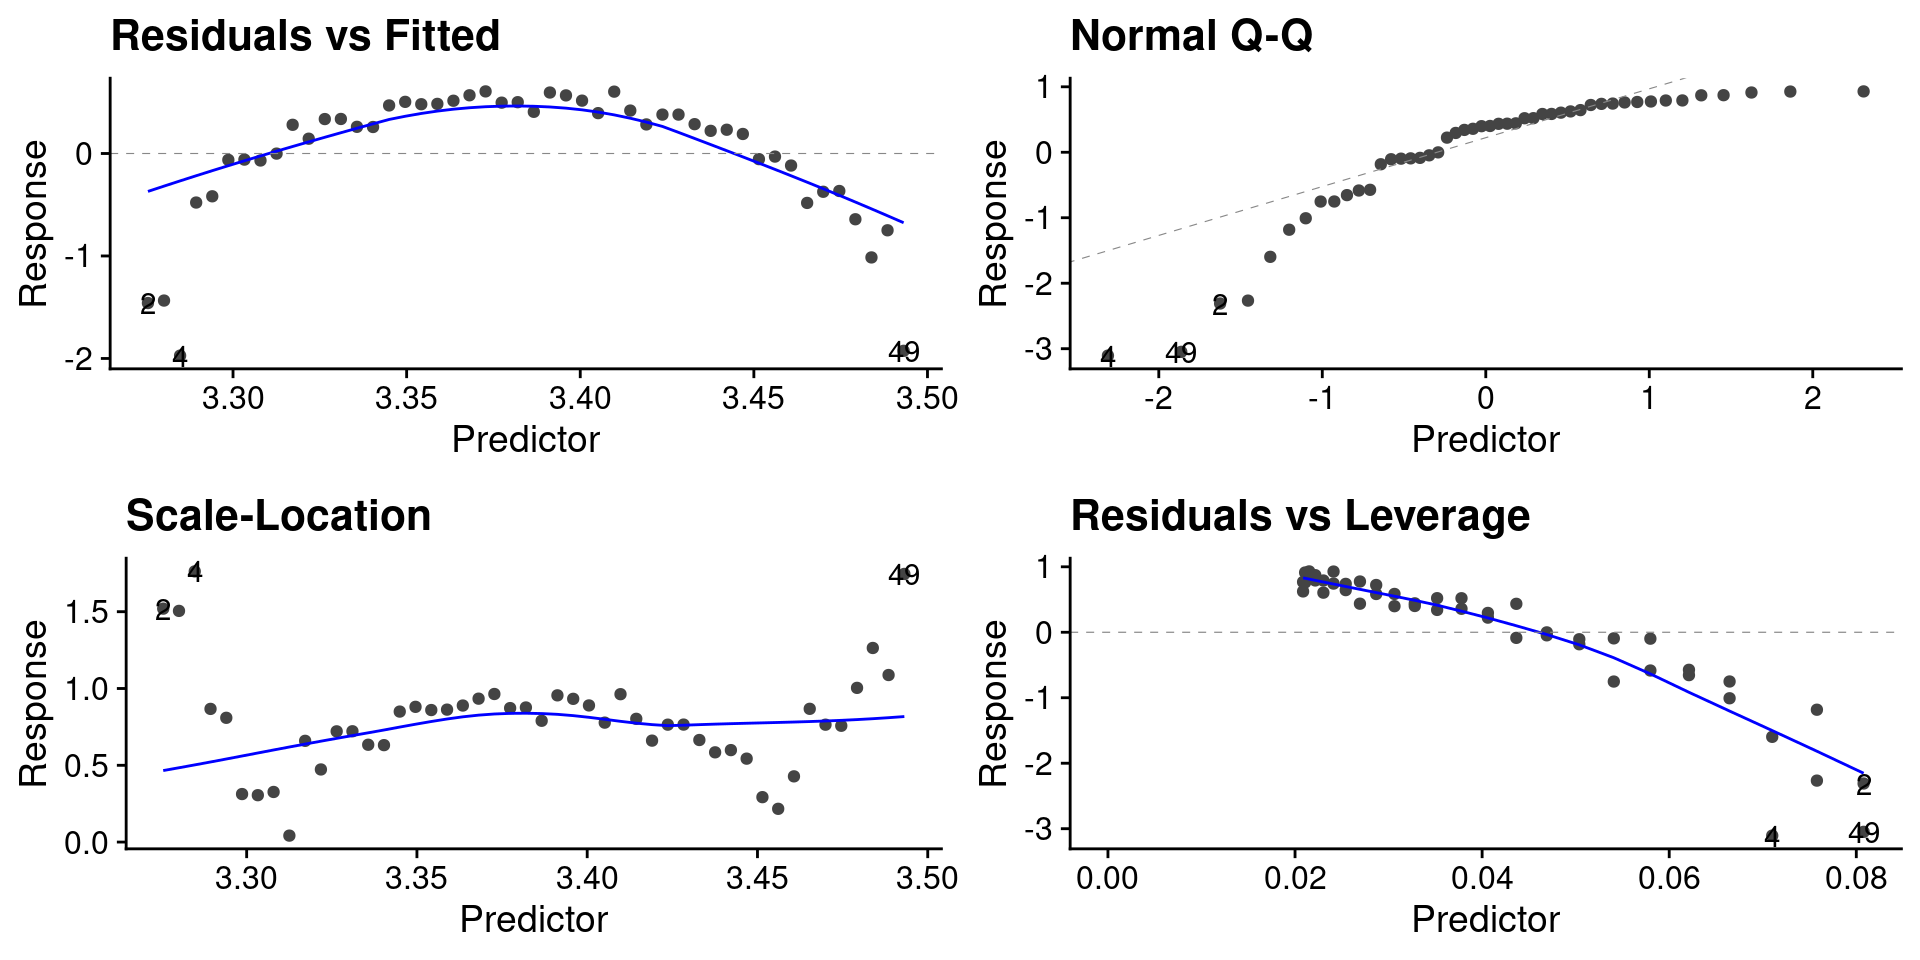 Residuals vs Fitted
0
-1
-2
Response
2
4
49
3.30 3.35 3.40 3.45 3.50
Predictor
Normal Q-Q
1
0
-1
-2
-3
Response
2
4
49
-2 -1 0 1 2
Predictor
Scale-Location
1.5
1.0
0.5
0.0
Response
4
2
49
3.30 3.35 3.40 3.45 3.50
Predictor
Residuals vs Leverage
1
0
-1
-2
-3
Response
2
4
49
0.00 0.02 0.04 0.06 0.08
Predictor